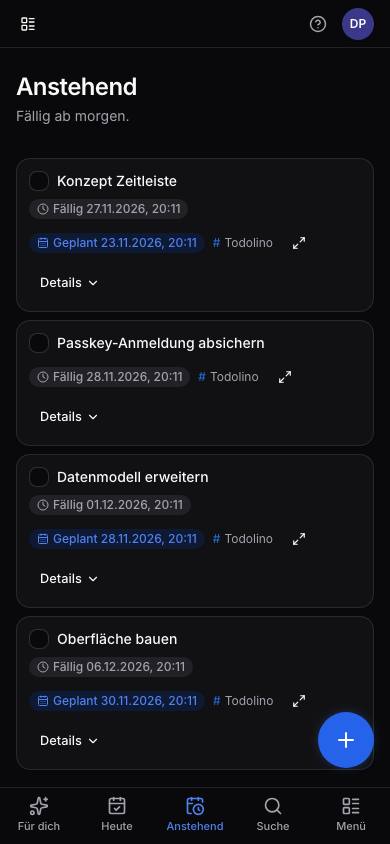 DP
Anstehend
Fällig ab morgen.
Konzept Zeitleiste
Fällig 27.11.2026, 20:11
Geplant 23.11.2026, 20:11 # Todolino
Details
Passkey-Anmeldung absichern
Fällig 28.11.2026, 20:11 # Todolino
Details
Datenmodell erweitern
Fällig 01.12.2026, 20:11
Geplant 28.11.2026, 20:11 # Todolino
Details
Oberfläche bauen
Fällig 06.12.2026, 20:11
Geplant 30.11.2026, 20:11 # Todolino
Details
Für dich Heute Anstehend Suche Menü